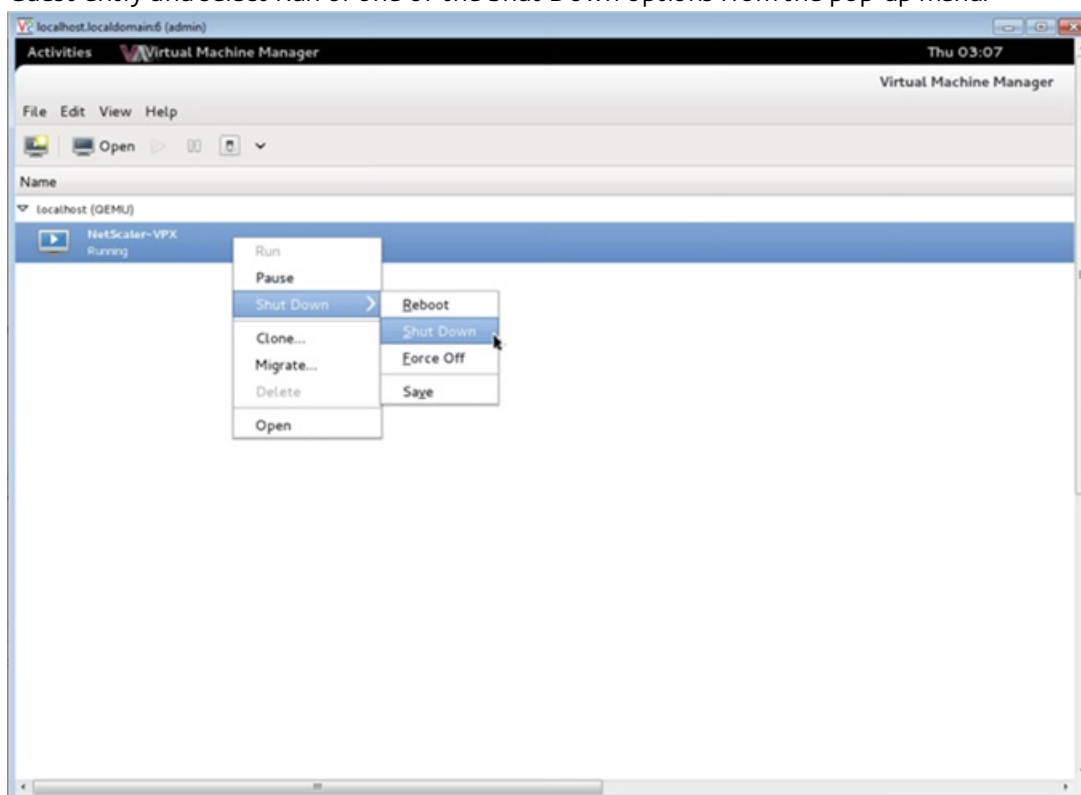 Guest entry and select Run or one of the Shut Down options from the pop-up menu.
localhost.localdomain:6 (admin)
Activities Virtual Machine Manager Thu 03:07
Virtual Machine Manager
File Edit View Help
Open
Name
localhost (QEMU)
NetScaler-VPX
Running
Run
Pause
Shut Down
Clone...
Migrate...
Delete
Open
Reboot
Shut Down
Force Off
Save